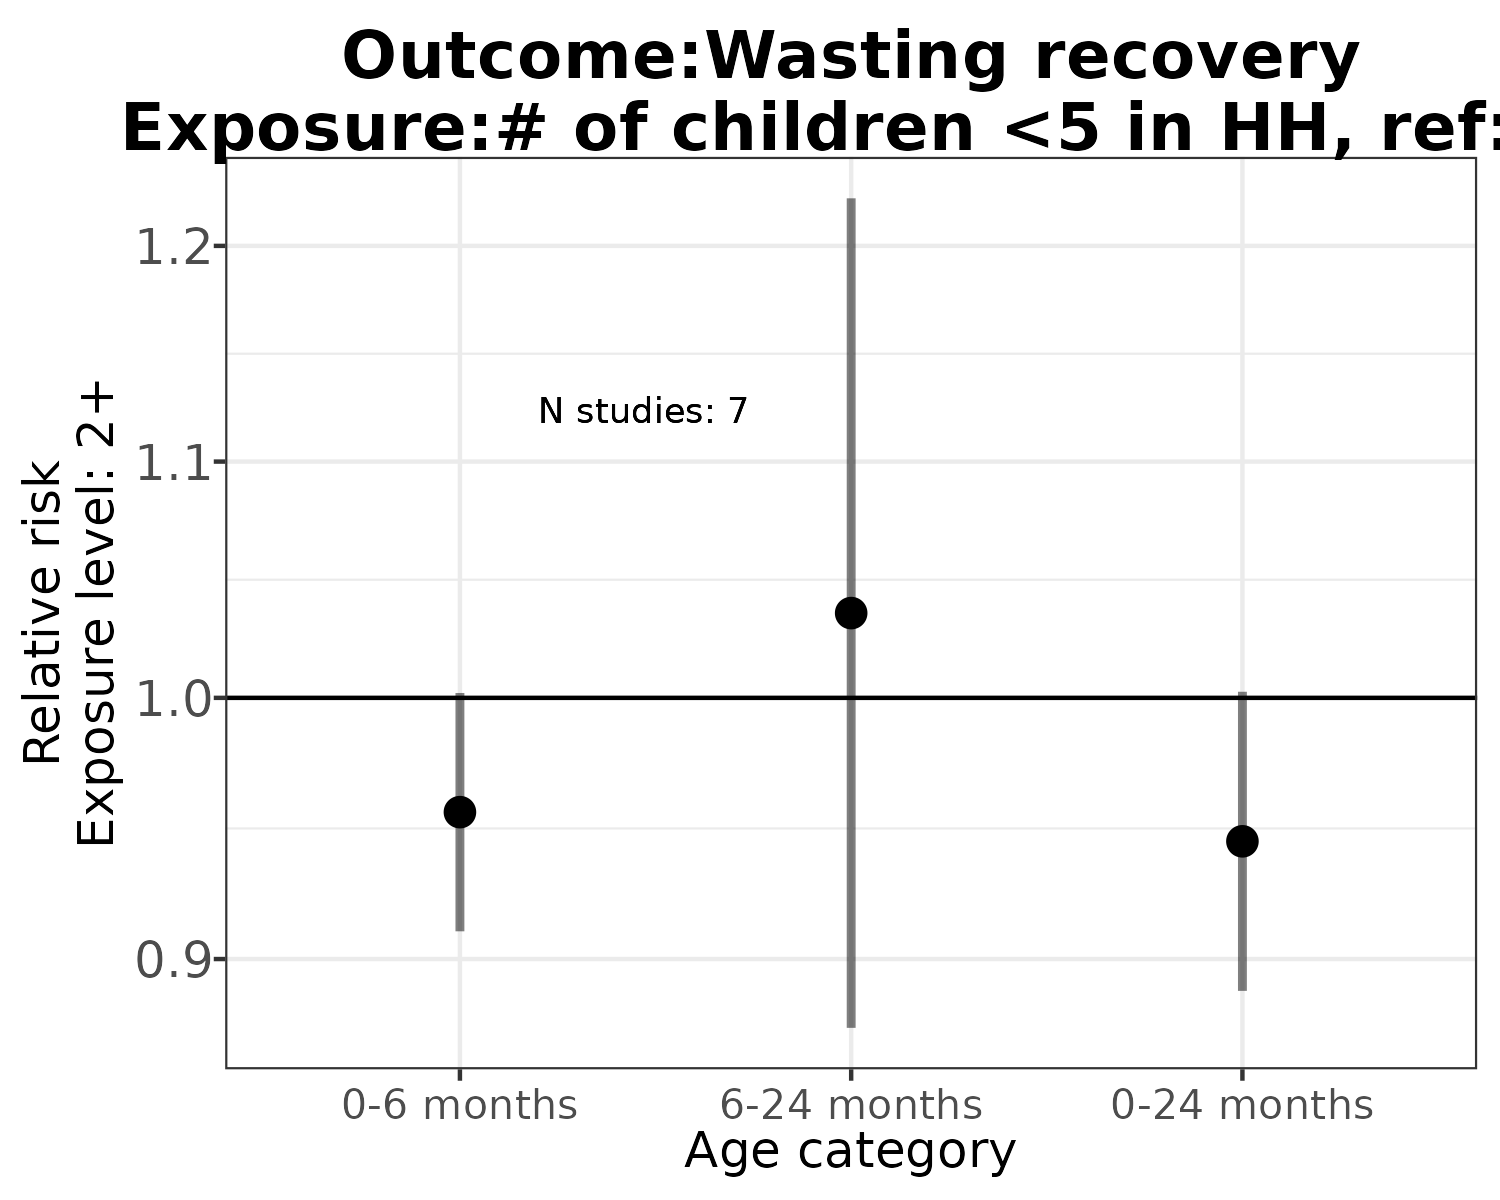 Outcome:Wasting recovery
Exposure:# of children <5 in HH, ref:
1.2
1.1
1.0
0.9
Relative risk
Exposure level: 2+
N studies: 7
0-6 months
6-24 months
0-24 months
Age category